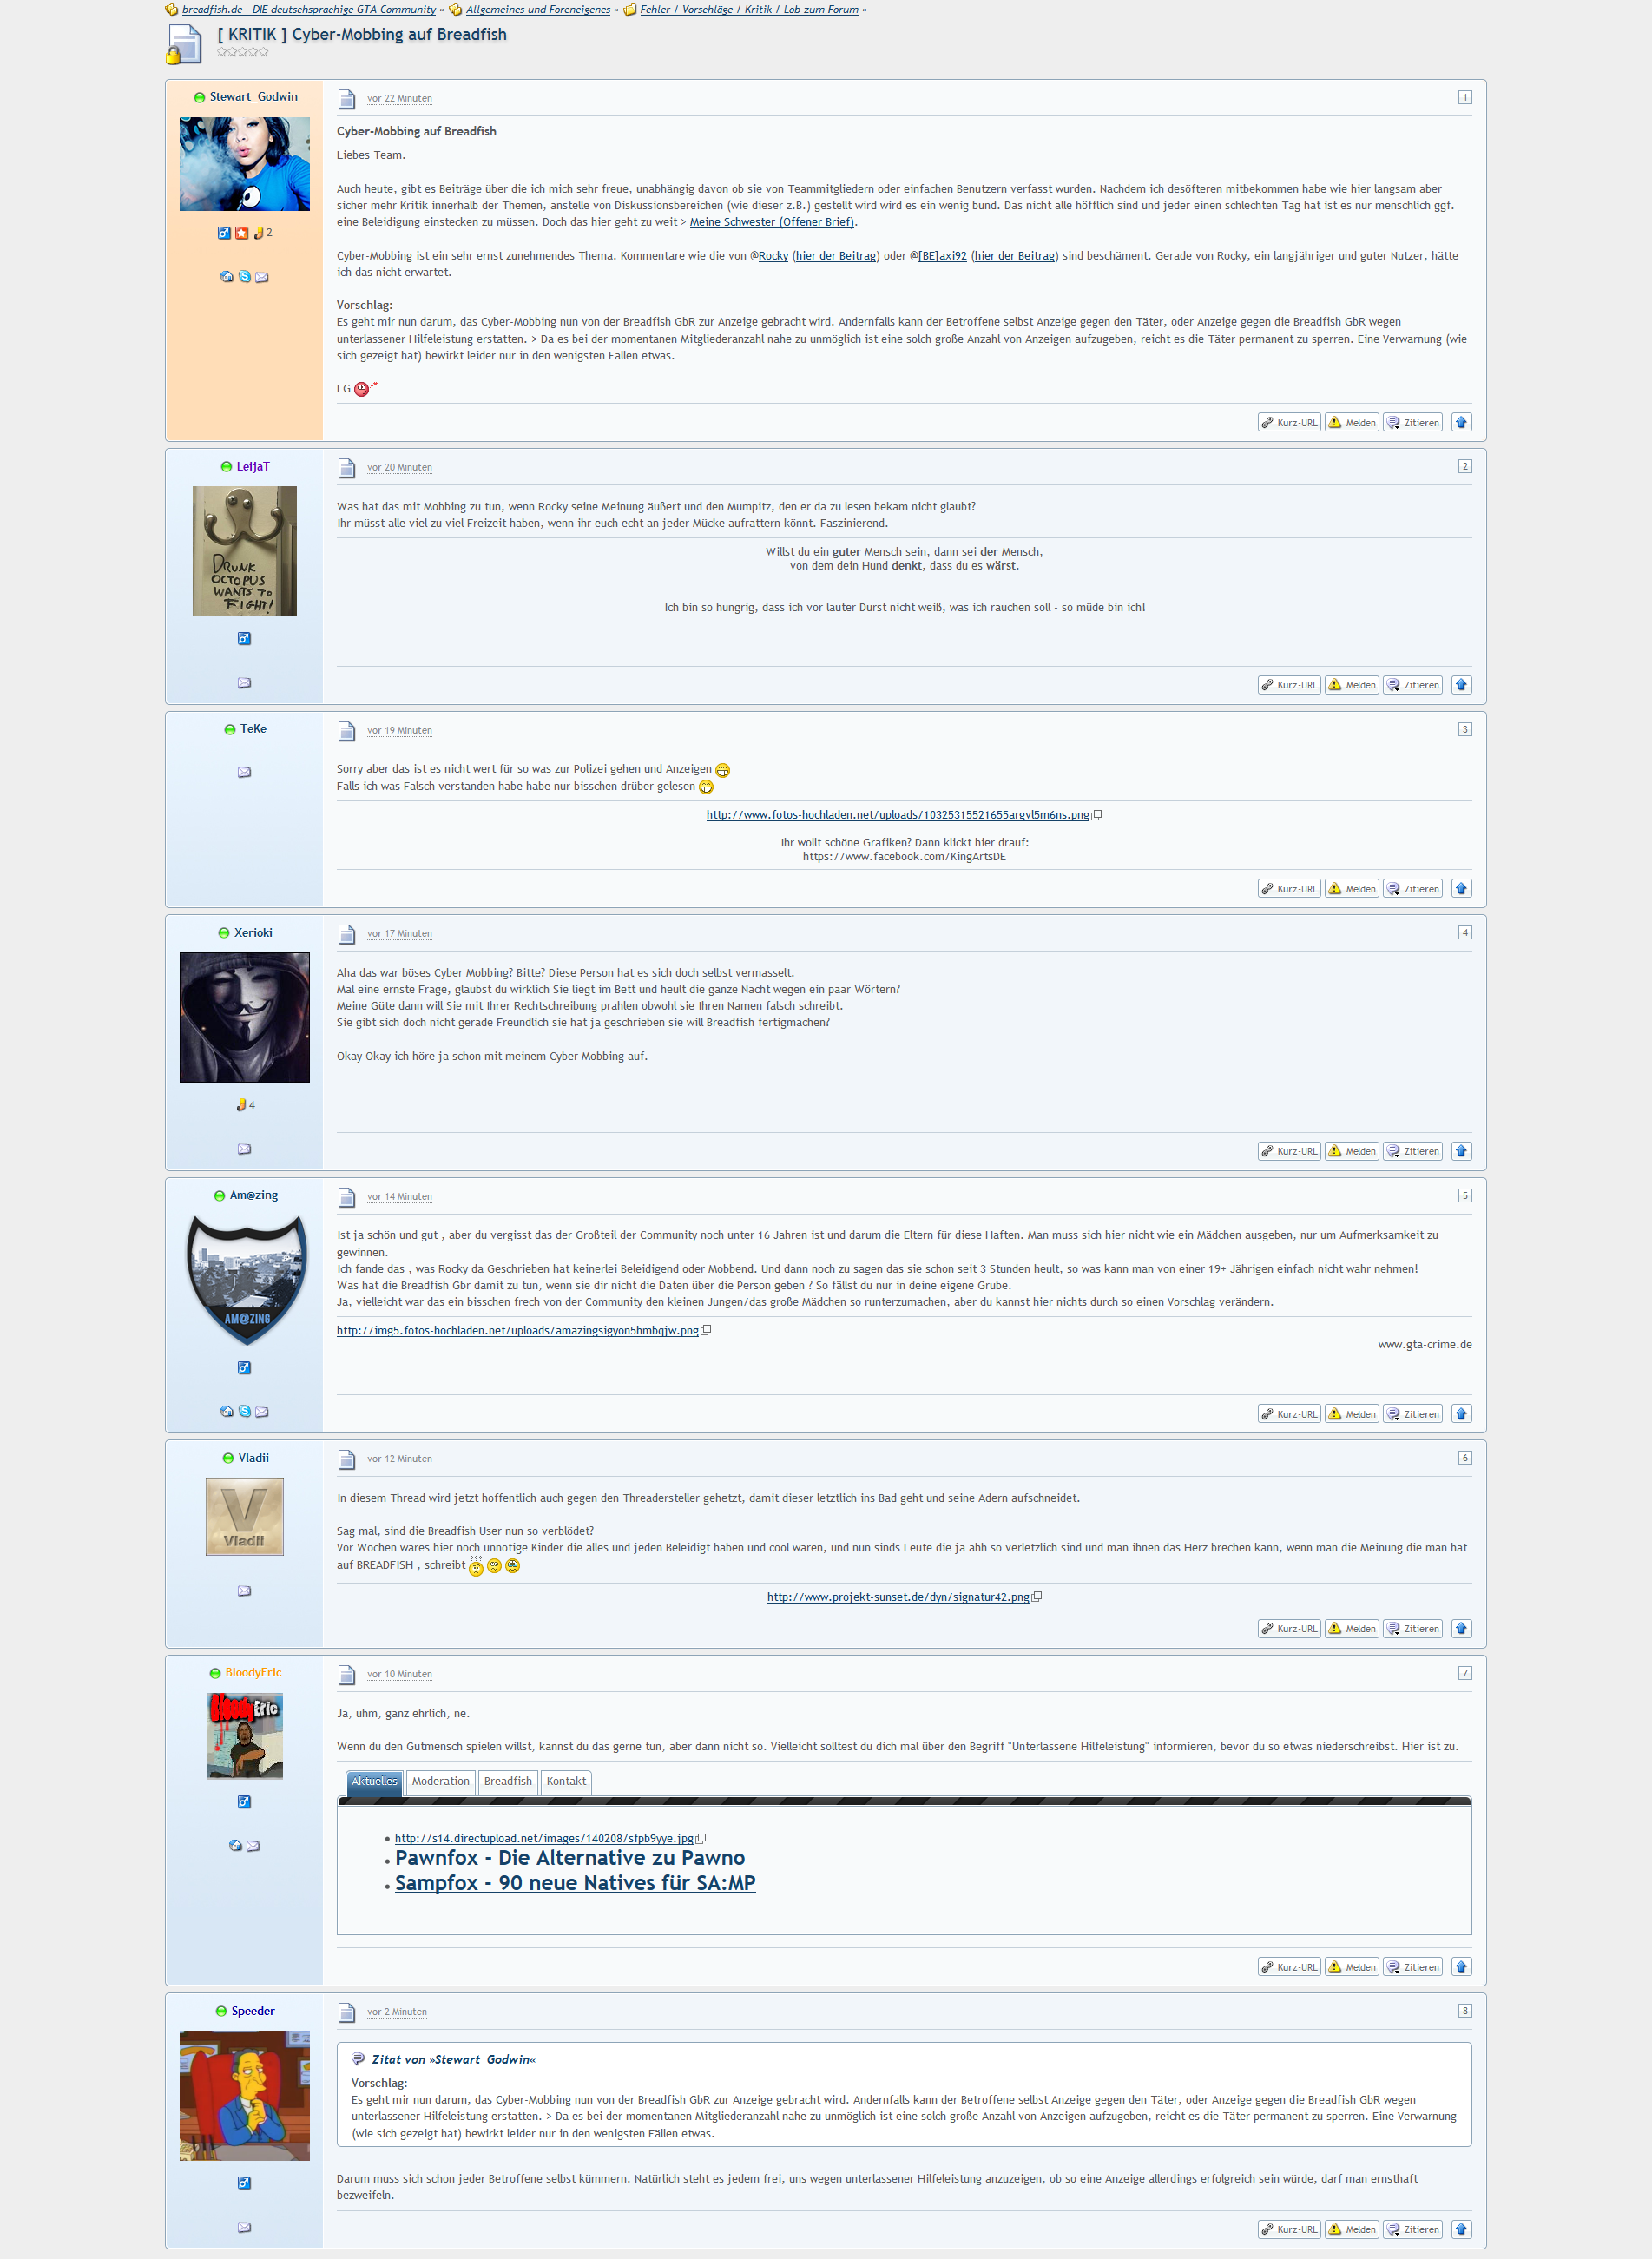 breadfish.de - DIE deutschsprachige GTA-Community » Allgemeines und Foreneigenes » Fehler / Vorschläge / Kritik / Lob zum Forum »
[ KRITIK ] Cyber-Mobbing auf Breadfish
Stewart_Godwin
2
vor 22 Minuten
1
Cyber-Mobbing auf Breadfish
Liebes Team.
Auch heute, gibt es Beiträge über die ich mich sehr freue, unabhängig davon ob sie von Teammitgliedern oder einfachen Benutzern verfasst wurden. Nachdem ich desöfteren mitbekommen habe wie hier langsam aber
sicher mehr Kritik innerhalb der Themen, anstelle von Diskussionsbereichen (wie dieser z.B.) gestellt wird wird es ein wenig bund. Das nicht alle höfflich sind und jeder einen schlechten Tag hat ist es nur menschlich ggf.
eine Beleidigung einstecken zu müssen. Doch das hier geht zu weit > Meine Schwester (Offener Brief).
Cyber-Mobbing ist ein sehr ernst zunehmendes Thema. Kommentare wie die von @Rocky (hier der Beitrag) oder @[BE]axi92 (hier der Beitrag) sind beschämt. Gerade von Rocky, ein langjähriger und guter Nutzer, hätte
ich das nicht erwartet.
Vorschlag:
Es geht mir nun darum, das Cyber-Mobbing nun von der Breadfish GbR zur Anzeige gebracht wird. Andernfalls kann der Betroffene selbst Anzeige gegen den Täter, oder Anzeige gegen die Breadfish GbR wegen
unterlassener Hilfeleistung erstatten. > Da es bei der momentanen Mitgliederanzahl nahe zu unmöglich ist eine solch große Anzahl von Anzeigen aufzugeben, reicht es die Täter permanent zu sperren. Eine Verwarnung (wie
sich gezeigt hat) bewirkt leider nur in den wenigsten Fällen etwas.
LG
Kurz-URL Melden Zitieren
LeijaT
DRUNK
OCTOPUS
WANTS TO
FIGHT!
vor 20 Minuten
2
Was hat das mit Mobbing zu tun, wenn Rocky seine Meinung äußert und den Mumpitz, den er da zu lesen bekam nicht glaubt?
Ihr müsst alle viel zu viel Freizeit haben, wenn ihr euch echt an jeder Mücke aufrattern könnt. Faszinierend.
Willst du ein guter Mensch sein, dann sei der Mensch,
von dem dein Hund denkt, dass du es wärst.
Ich bin so hungrig, dass ich vor lauter Durst nicht weiß, was ich rauchen soll - so müde bin ich!
Kurz-URL Melden Zitieren
TeKe
vor 19 Minuten
3
Sorry aber das ist es nicht wert für so was zur Polizei gehen und Anzeigen
Falls ich was Falsch verstanden habe habe nur bisschen drüber gelesen
http://www.fotos-hochladen.net/uploads/10325315521655argvl5m6ns.png
Ihr wollt schöne Grafiken? Dann klickt hier drauf:
https://www.facebook.com/KingArtsDE
Kurz-URL Melden Zitieren
Xerioki
4
vor 17 Minuten
4
Aha das war böses Cyber Mobbing? Bitte? Diese Person hat es sich doch selbst vermasselt.
Mal eine ernste Frage, glaubst du wirklich Sie liegt im Bett und heult die ganze Nacht wegen ein paar Wörtern?
Meine Güte dann will Sie mit Ihrer Rechtschreibung prahlen obwohl sie Ihren Namen falsch schreibt.
Sie gibt sich doch nicht gerade Freundlich sie hat ja geschrieben sie will Breadfish fertigmachen?
Okay Okay ich höre ja schon mit meinem Cyber Mobbing auf.
Kurz-URL Melden Zitieren
Am@zing
AM@ZING
vor 14 Minuten
5
Ist ja schön und gut , aber du vergisst das der Großteil der Community noch unter 16 Jahren ist und darum die Eltern für diese Haften. Man muss sich hier nicht wie ein Mädchen ausgeben, nur um Aufmerksamkeit zu
gewinnen.
Ich fande das , was Rocky da Geschrieben hat keinerlei Beleidigend oder Mobbend. Und dann noch zu sagen das sie schon seit 3 Stunden heult, so was kann man von einer 19+ Jährigen einfach nicht wahr nehmen!
Was hat die Breadfish Gbr damit zu tun, wenn sie dir nicht die Daten über die Person geben ? So fällst du nur in deine eigene Grube.
Ja, vielleicht war das ein bisschen frech von der Community den kleinen Jungen/das große Mädchen so runterzumachen, aber du kannst hier nichts durch so einen Vorschlag verändern.
http://img5.fotos-hochladen.net/uploads/amazingsigyon5hmbqjw.png
www.gta-crime.de
Kurz-URL Melden Zitieren
Vladii
V
Vladii
vor 12 Minuten
6
In diesem Thread wird jetzt hoffentlich auch gegen den Threadersteller gehetzt, damit dieser letztlich ins Bad geht und seine Adern aufschneidet.
Sag mal, sind die Breadfish User nun so verblödet?
Vor Wochen wares hier noch unnötige Kinder die alles und jeden Beleidigt haben und cool waren, und nun sinds Leute die ja ahh so verletzlich sind und man ihnen das Herz brechen kann, wenn man die Meinung die man hat
auf BREADFISH , schreibt ???
http://www.projekt-sunset.de/dyn/signatur42.png
Kurz-URL Melden Zitieren
BloodyEric
BloodyEric
vor 10 Minuten
7
Ja, uhm, ganz ehrlich, ne.
Wenn du den Gutmensch spielen willst, kannst du das gerne tun, aber dann nicht so. Vielleicht solltest du dich mal über den Begriff "Unterlassene Hilfeleistung" informieren, bevor du so etwas niederschreibst. Hier ist zu.
Aktuelles Moderation Breadfish Kontakt
http://s14.directupload.net/images/140208/sfpb9yye.jpg
Pawnfox - Die Alternative zu Pawno
Sampfox - 90 neue Natives für SA:MP
Kurz-URL Melden Zitieren
Speeder
vor 2 Minuten
8
Zitat von »Stewart_Godwin«
Vorschlag:
Es geht mir nun darum, das Cyber-Mobbing nun von der Breadfish GbR zur Anzeige gebracht wird. Andernfalls kann der Betroffene selbst Anzeige gegen den Täter, oder Anzeige gegen die Breadfish GbR wegen
unterlassener Hilfeleistung erstatten. > Da es bei der momentanen Mitgliederanzahl nahe zu unmöglich ist eine solch große Anzahl von Anzeigen aufzugeben, reicht es die Täter permanent zu sperren. Eine Verwarnung
(wie sich gezeigt hat) bewirkt leider nur in den wenigsten Fällen etwas.
Darum muss sich schon jeder Betroffene selbst kümmern. Natürlich steht es jedem frei, uns wegen unterlassener Hilfeleistung anzuzeigen, ob so eine Anzeige allerdings erfolgreich sein würde, darf man ernsthaft
bezweifeln.
Kurz-URL Melden Zitieren